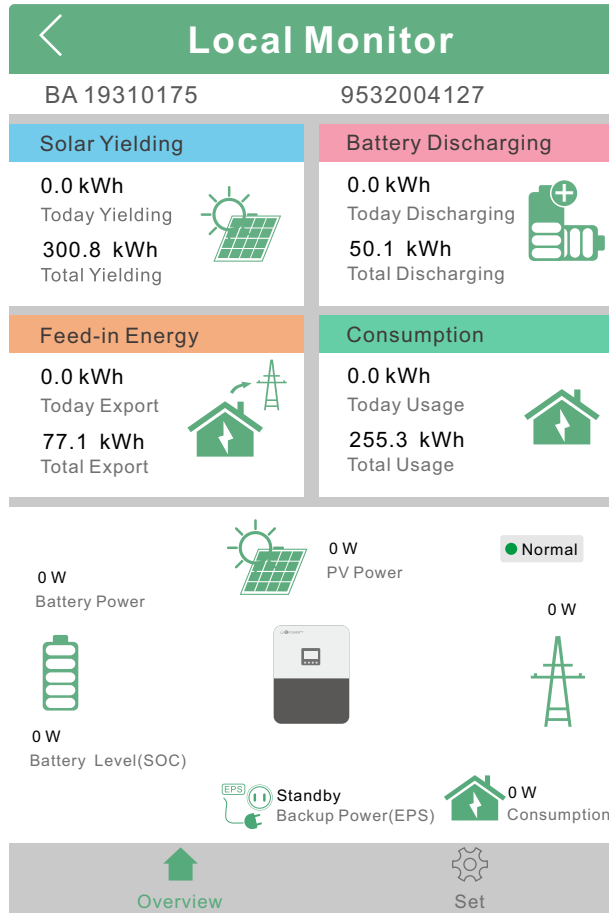 Local Monitor
BA 19310175 9532004127
Solar Yielding
0.0 kWh
Today Yielding
300.8 kWh
Total Yielding
Battery Discharging
0.0 kWh
Today Discharging
50.1 kWh
Total Discharging
Feed-in Energy
0.0 kWh
Today Export
77.1 kWh
Total Export
Consumption
0.0 kWh
Today Usage
255.3 kWh
Total Usage
0 W
PV Power
Normal
0 W
Battery Power
0 W
0 W
Battery Level(SOC)
EPS
Standby
Backup Power(EPS)
0 W
Consumption
Overview
Set